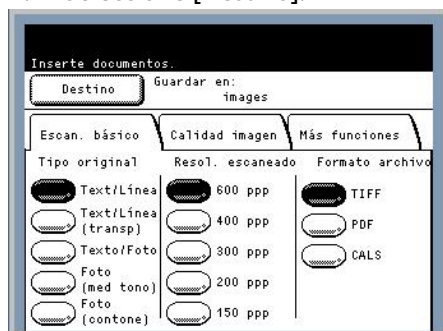 Inserte documentos.
Destino
Guardar en:
images
Escan. básico
Calidad imagen
Más funciones
Tipo original
Resol. escaneado
Formato archivo
Text/Línea
600 ppp
TIFF
Text/Línea
(transp)
400 ppp
PDF
Texto/Foto
300 ppp
CALS
Foto
(med tono)
200 ppp
Foto
(contone)
150 ppp